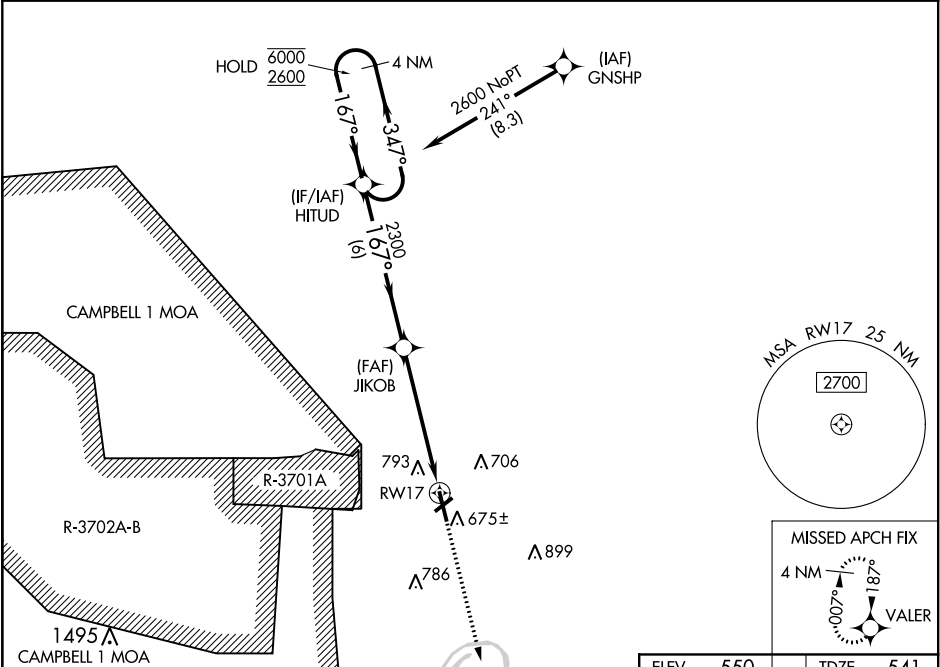 HOLD 6000
2600
4 NM
(IAF)
GNSHP
2600 NoPT
241°
(8.3)
167°
347°
(IF/IAF)
HITUD
2300
167°
(6)
CAMPBELL 1 MOA
(FAF)
JIKOB
MSA RW17 25 NM
2700
793
706
R-3701A
RW17
675±
R-3702A-B
899
786
MISSED APCH FIX
4 NM
007°
187°
VALER
1495
CAMPBELL 1 MOA
ELEV 550
TDZE 541